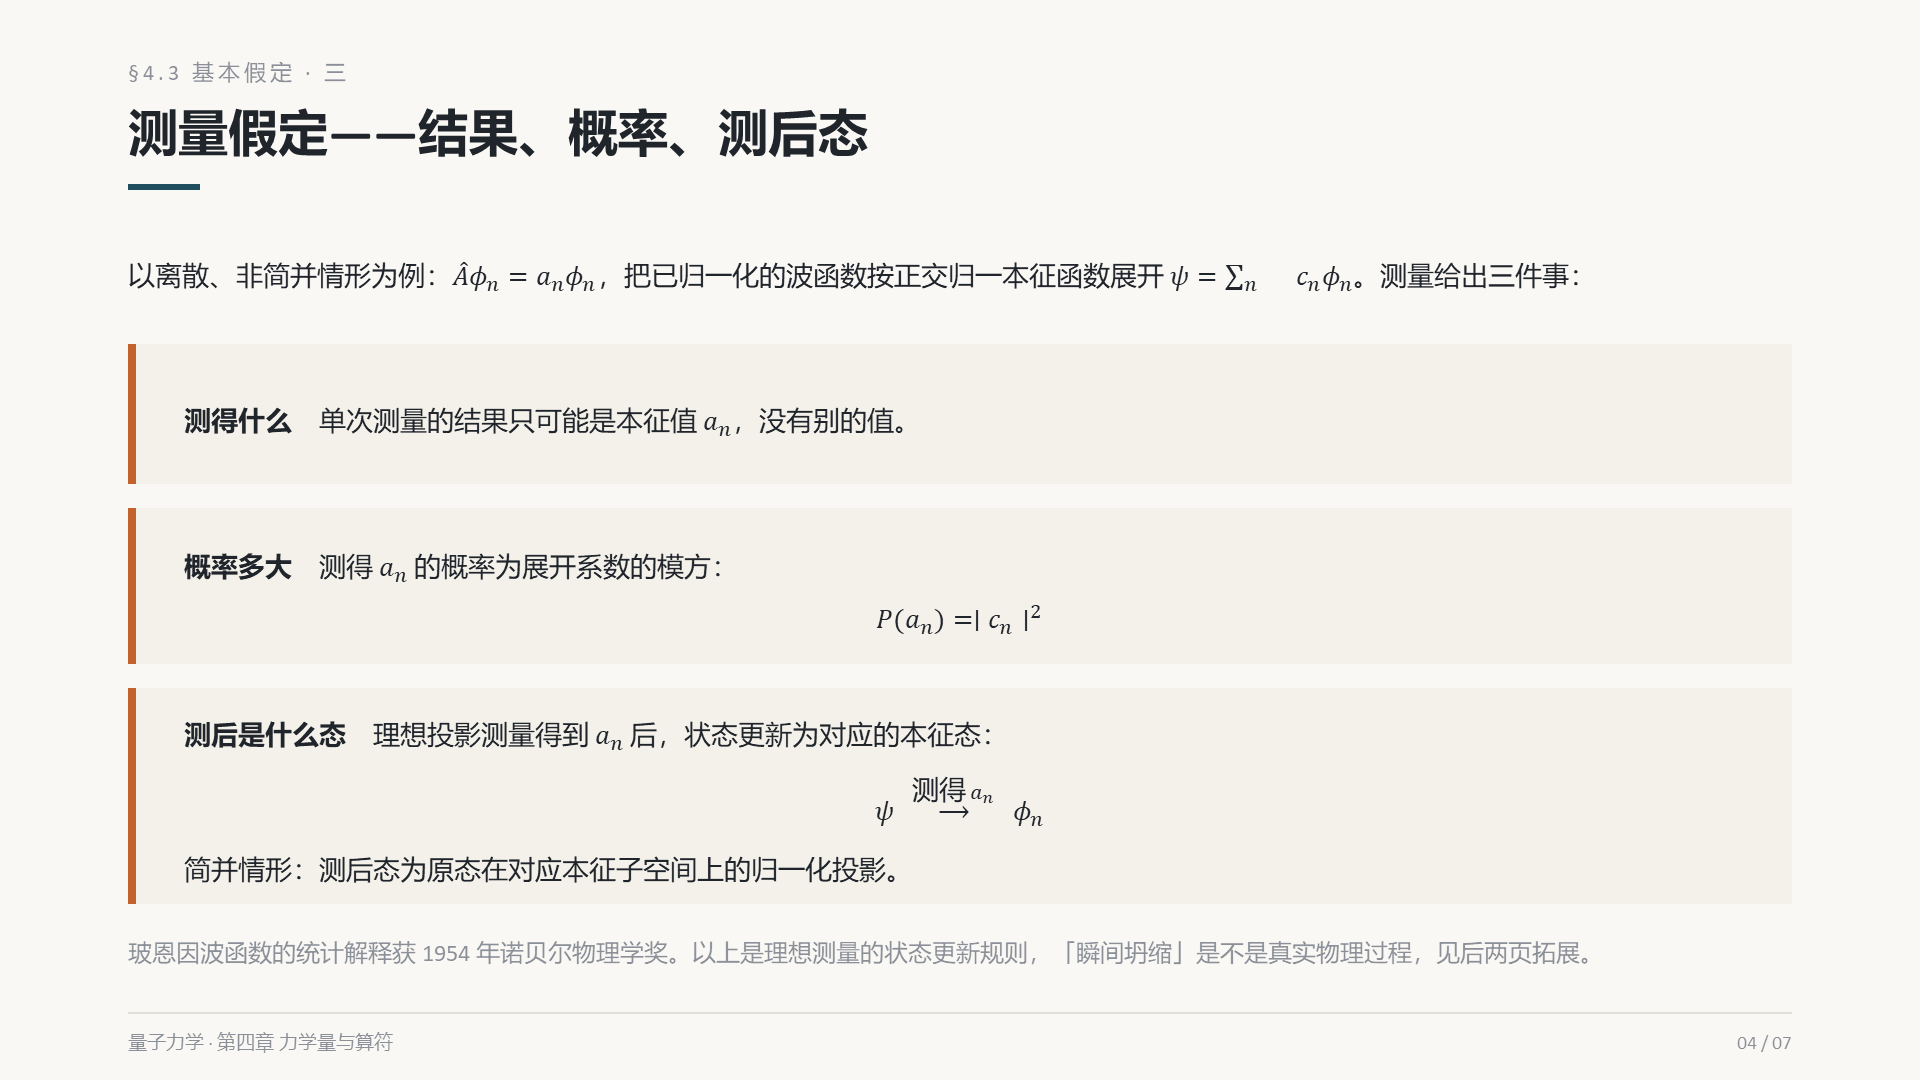 §4.3 基本假定 · 三
测量假定——结果、概率、测后态
以离散、非简并情形为例：Âϕₙ = aₙϕₙ，把已归一化的波函数按正交归一本征函数展开 ψ = ∑ₙ cₙϕₙ。测量给出三件事：
测得什么　单次测量的结果只可能是本征值 aₙ，没有别的值。
概率多大　测得 aₙ 的概率为展开系数的模方：
P(aₙ) =| cₙ |²
测后是什么态　理想投影测量得到 aₙ 后，状态更新为对应的本征态：
测得 aₙ
ψ ⟶ ϕₙ
简并情形：测后态为原态在对应本征子空间上的归一化投影。
玻恩因波函数的统计解释获 1954 年诺贝尔物理学奖。以上是理想测量的状态更新规则，「瞬间坍缩」是不是真实物理过程，见后两页拓展。
量子力学 · 第四章 力学量与算符
04 / 07